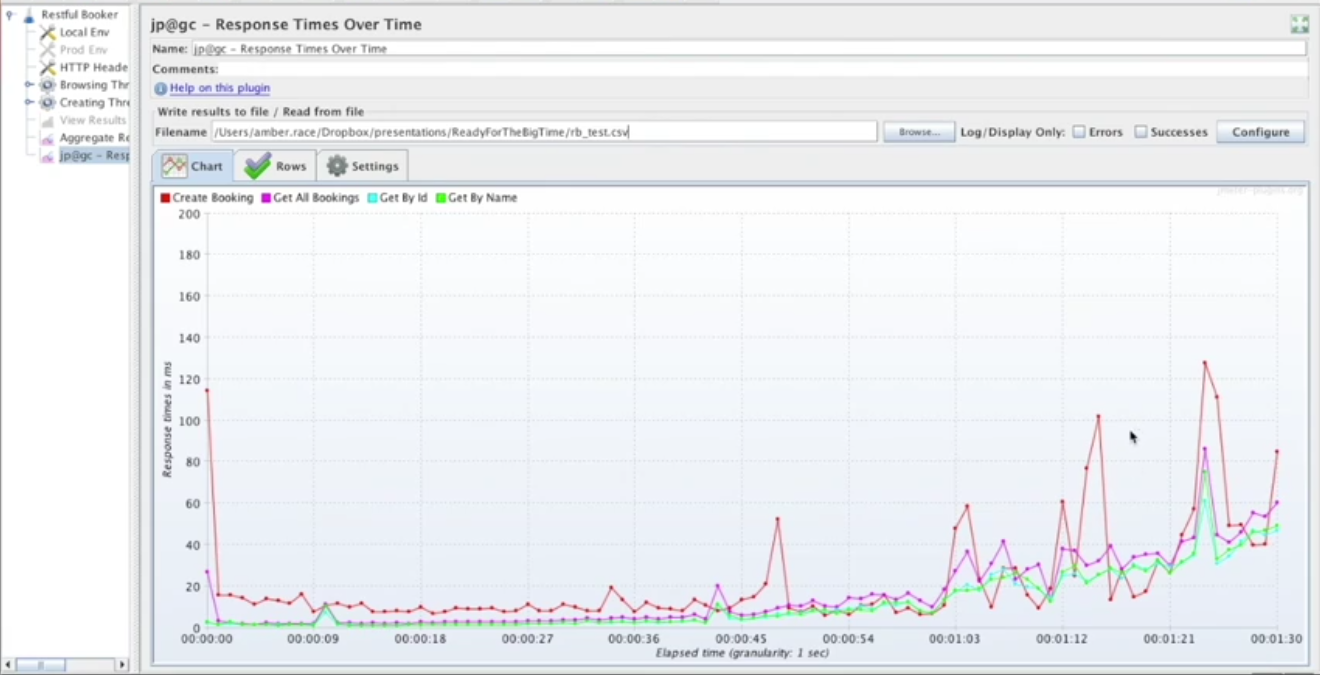 Restful Booker
Local Env
Prod Env
HTTP Heade
Browsing Thr
Creating Thre
View Results
Aggregate Re
jp@gc – Resp
jp@gc – Response Times Over Time
Name: jp@gc – Response Times Over Time
Comments:
Help on this plugin
Write results to file / Read from file
Filename /Users/amber.race/Dropbox/presentations/ReadyForTheBigTime/rb_test.csv Browse... Log/Display Only: Errors Successes Configure
Chart Rows Settings
jmeter-plugins.org
Create Booking Get All Bookings Get By Id Get By Name
200
180
160
140
120
100
80
60
40
20
0
Response times in ms
00:00:00 00:00:09 00:00:18 00:00:27 00:00:36 00:00:45 00:00:54 00:01:03 00:01:12 00:01:21 00:01:30
Elapsed time (granularity: 1 sec)